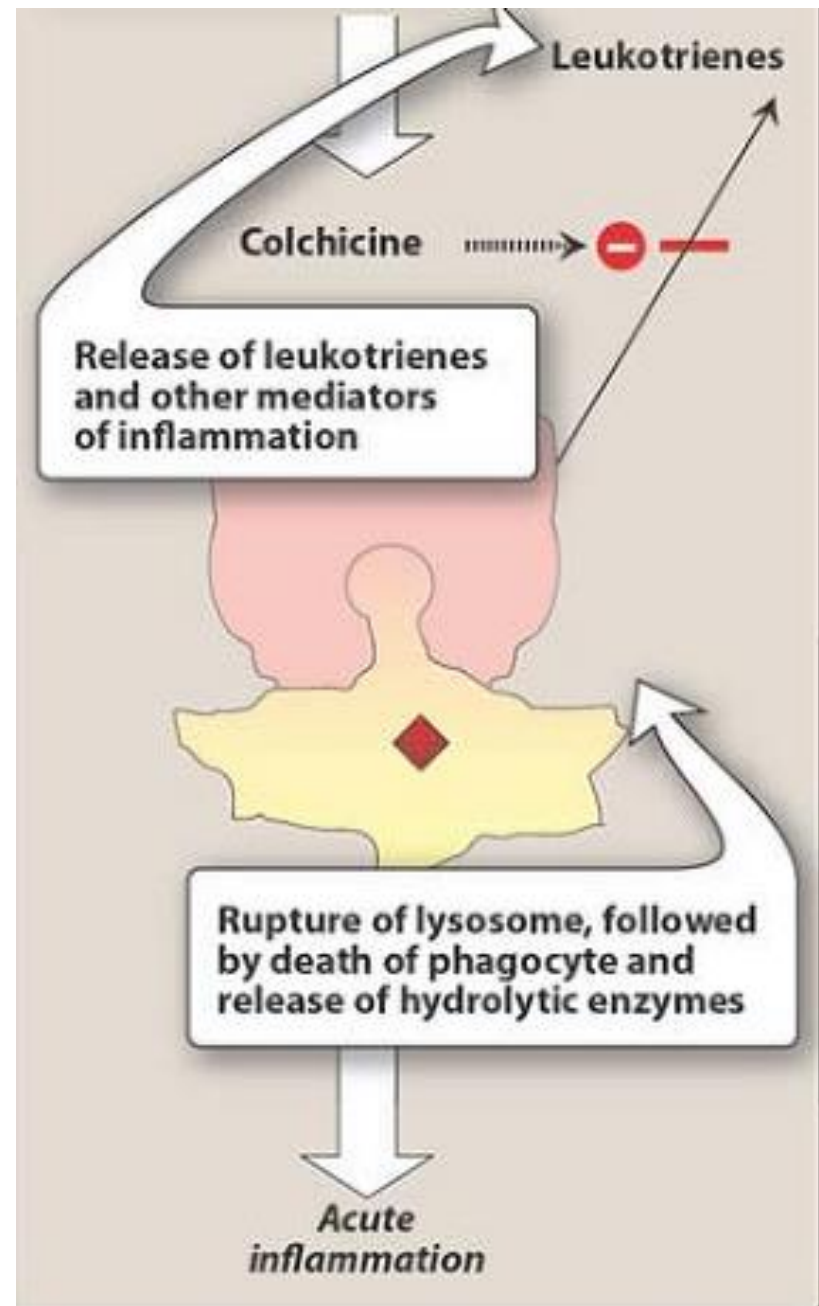 Leukotrienes
Colchicine
Release of leukotrienes
and other mediators
of inflammation
Rupture of lysosome, followed
by death of phagocyte and
release of hydrolytic enzymes
Acute
inflammation